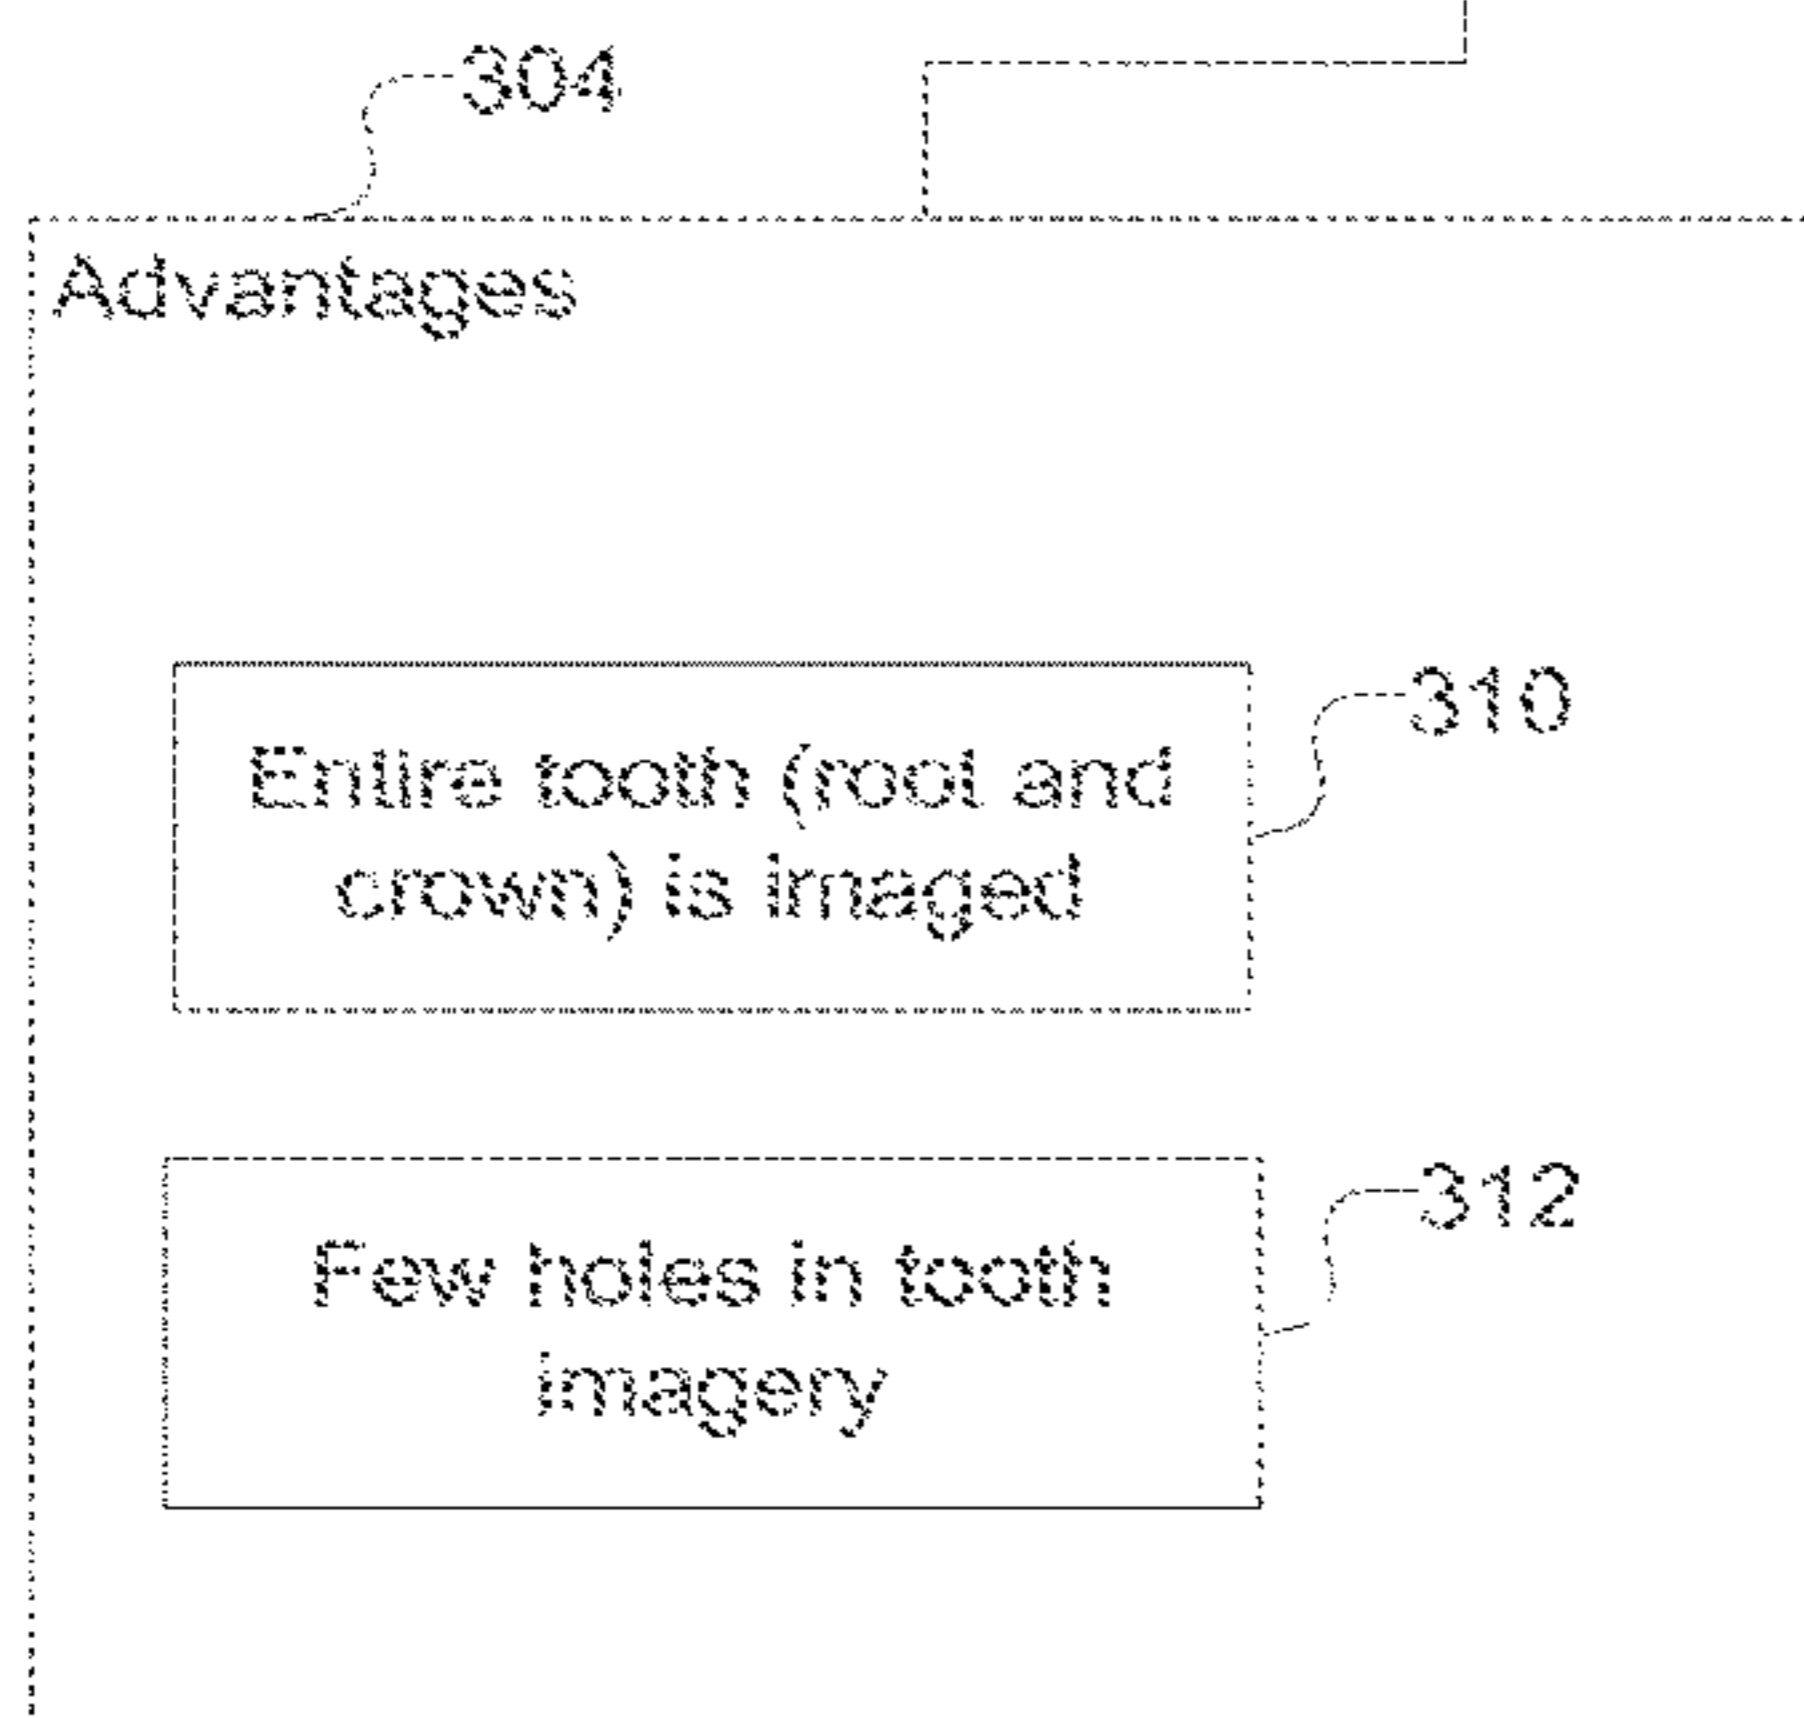 304
Advantages
310
Entire tooth (root and
crown) is imaged
312
Few holes in tooth
imagery